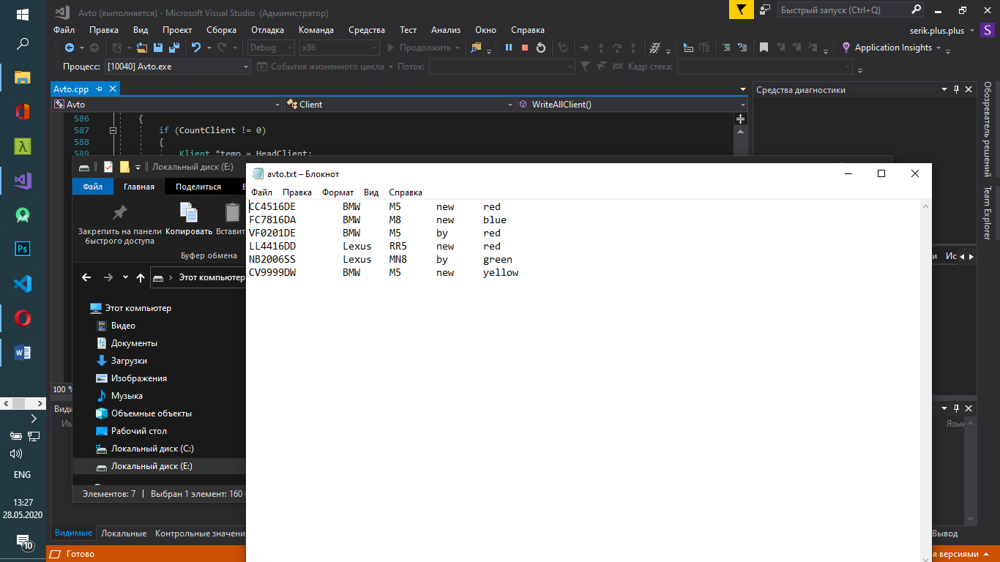 Avto (выполняется) - Microsoft Visual Studio (Администратор)
Быстрый запуск (Ctrl+Q)
Файл Правка Вид Проект Сборка Отладка Команда Средства Тест Анализ Окно Справка
serik.plus.plus S
Debug x86 Продолжить Application Insights
Процесс: [10040] Avto.exe События жизненного цикла Поток: Кадр стека:
Avto.cpp
Avto Client WriteAllClient()
586 {
587 if (CountClient != 0)
588 {
589 Klient *temp = HeadClient;
Средства диагностики
Обозреватель решений
Team Explorer
Локальный диск (E:)
Файл Главная Поделиться
Закрепить на панели быстрого доступа
Копировать
Буфер обмена
Этот компьютер
Этот компьютер
Видео
Документы
Загрузки
Изображения
Музыка
Объемные объекты
Рабочий стол
Локальный диск (C:)
Локальный диск (E:)
Элементов: 7 Выбран 1 элемент: 160
avto.txt – Блокнот
Файл Правка Формат Вид Справка
CC4516DE BMW M5 new red
FC7816DA BMW M8 new blue
VF0201DE BMW M5 by red
LL4416DD Lexus RR5 new red
NB2006SS Lexus MN8 by green
CV9999DW BMW M5 new yellow
100 %
Видимые Локальные
Вывод
Готово
версиями
ENG
13:27
28.05.2020
10